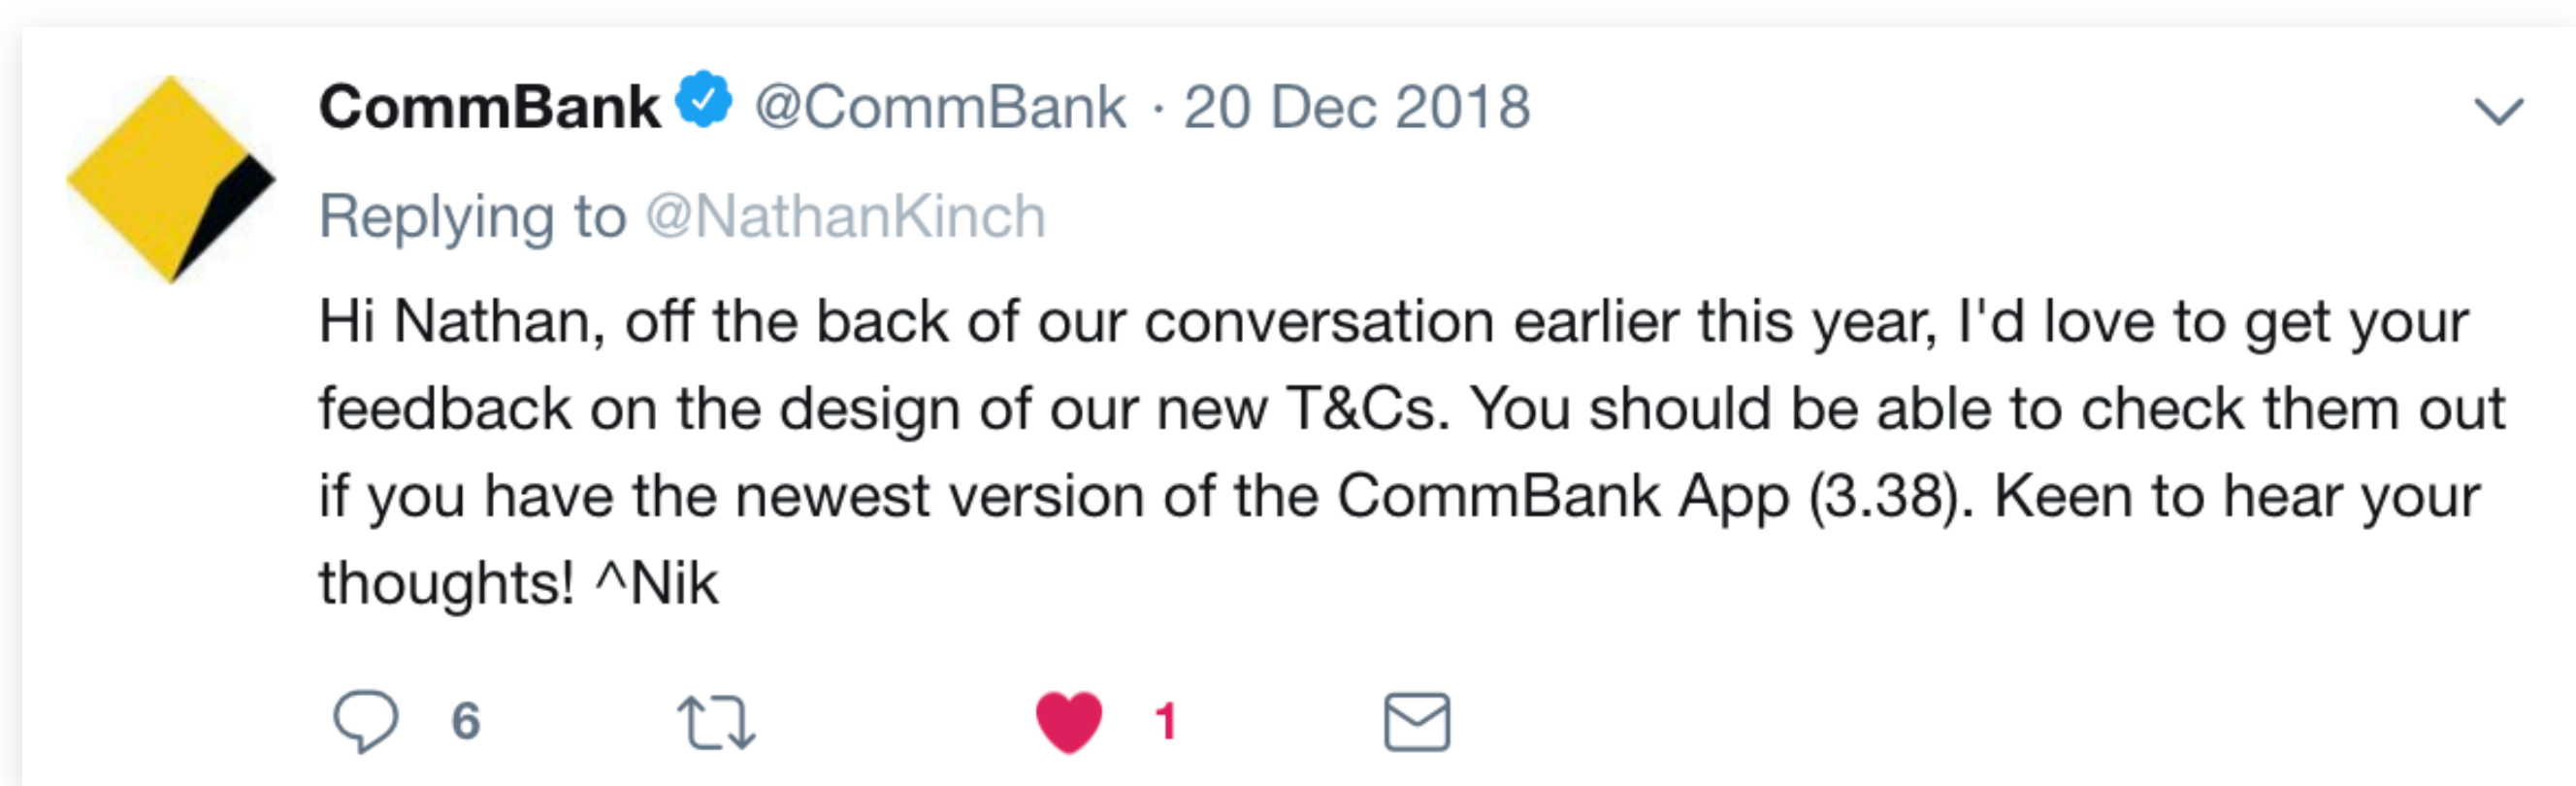 CommBank @CommBank · 20 Dec 2018
Replying to @NathanKinch
Hi Nathan, off the back of our conversation earlier this year, I'd love to get your
feedback on the design of our new T&Cs. You should be able to check them out
if you have the newest version of the CommBank App (3.38). Keen to hear your
thoughts! ^Nik
6 1